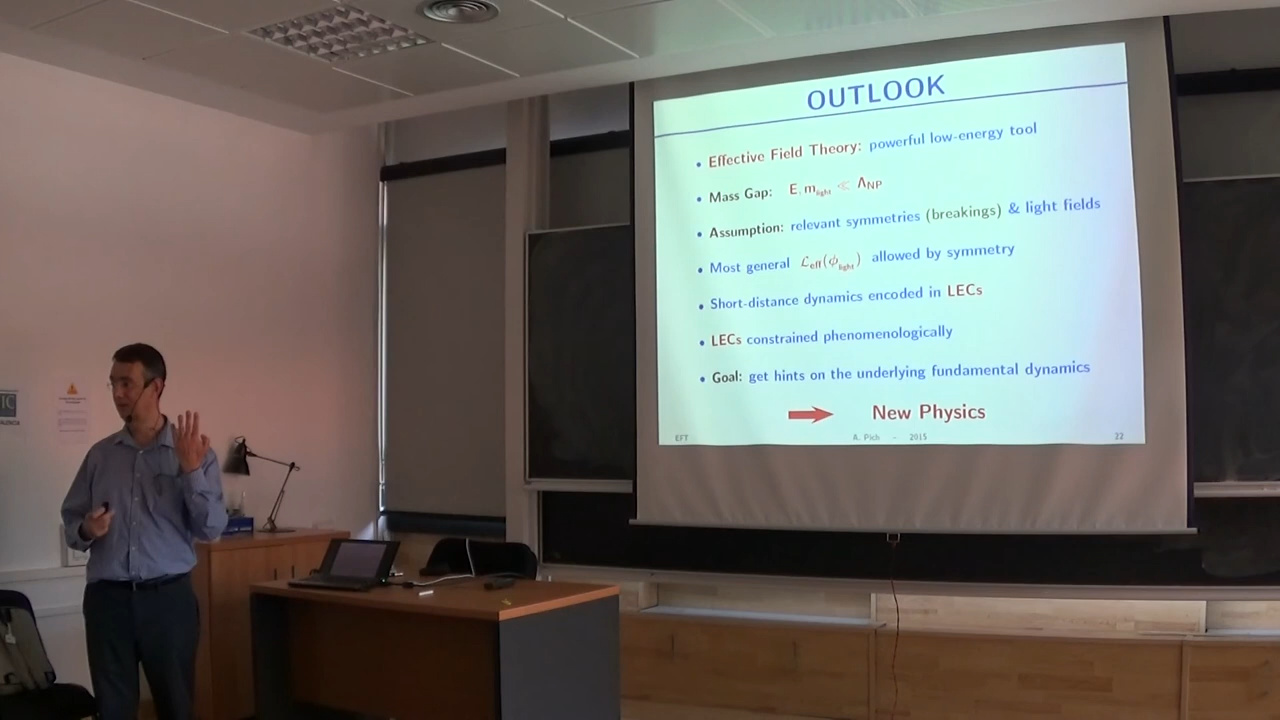 OUTLOOK
• Effective Field Theory: powerful low-energy tool
• Mass Gap: E, m_light ≪ Λ_NP
• Assumption: relevant symmetries (breakings) & light fields
• Most general ℒ_eff(ϕ_light) allowed by symmetry
• Short-distance dynamics encoded in LECs
• LECs constrained phenomenologically
• Goal: get hints on the underlying fundamental dynamics
New Physics
EFT A. Pich - 2015 22
IC